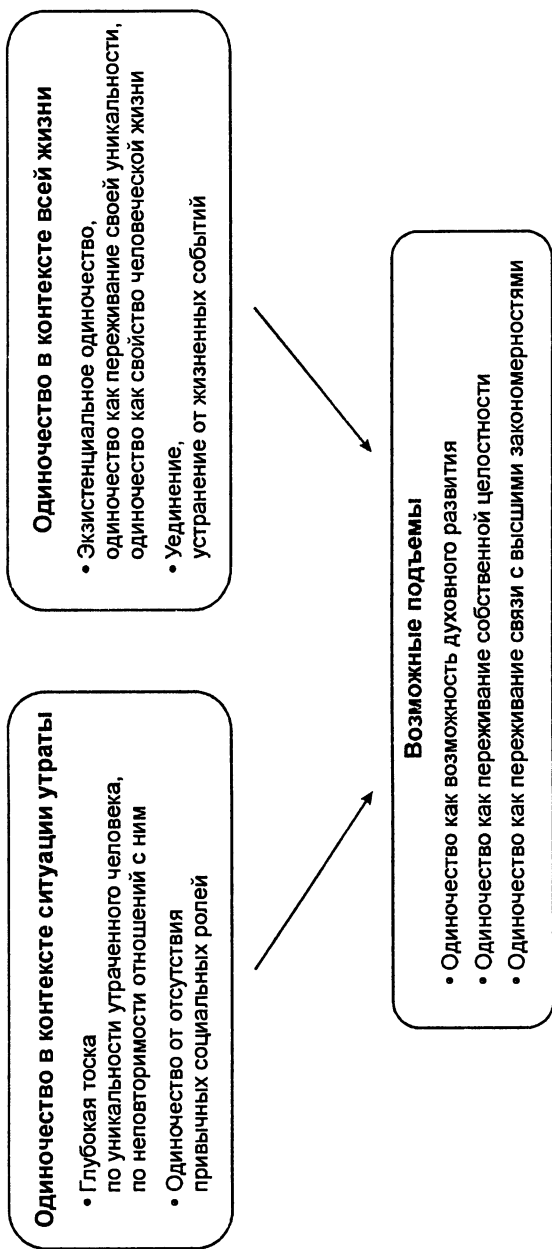 Одиночество в контексте ситуации утраты
• Глубокая тоска
по уникальности утраченного человека,
по неповторимости отношений с ним
• Одиночество от отсутствия
привычных социальных ролей
Одиночество в контексте всей жизни
• Экзистенциальное одиночество,
одиночество как переживание своей уникальности,
одиночество как свойство человеческой жизни
• Уединение,
устранение от жизненных событий
Возможные подъемы
• Одиночество как возможность духовного развития
• Одиночество как переживание собственной целостности
• Одиночество как переживание связи с высшими закономерностями